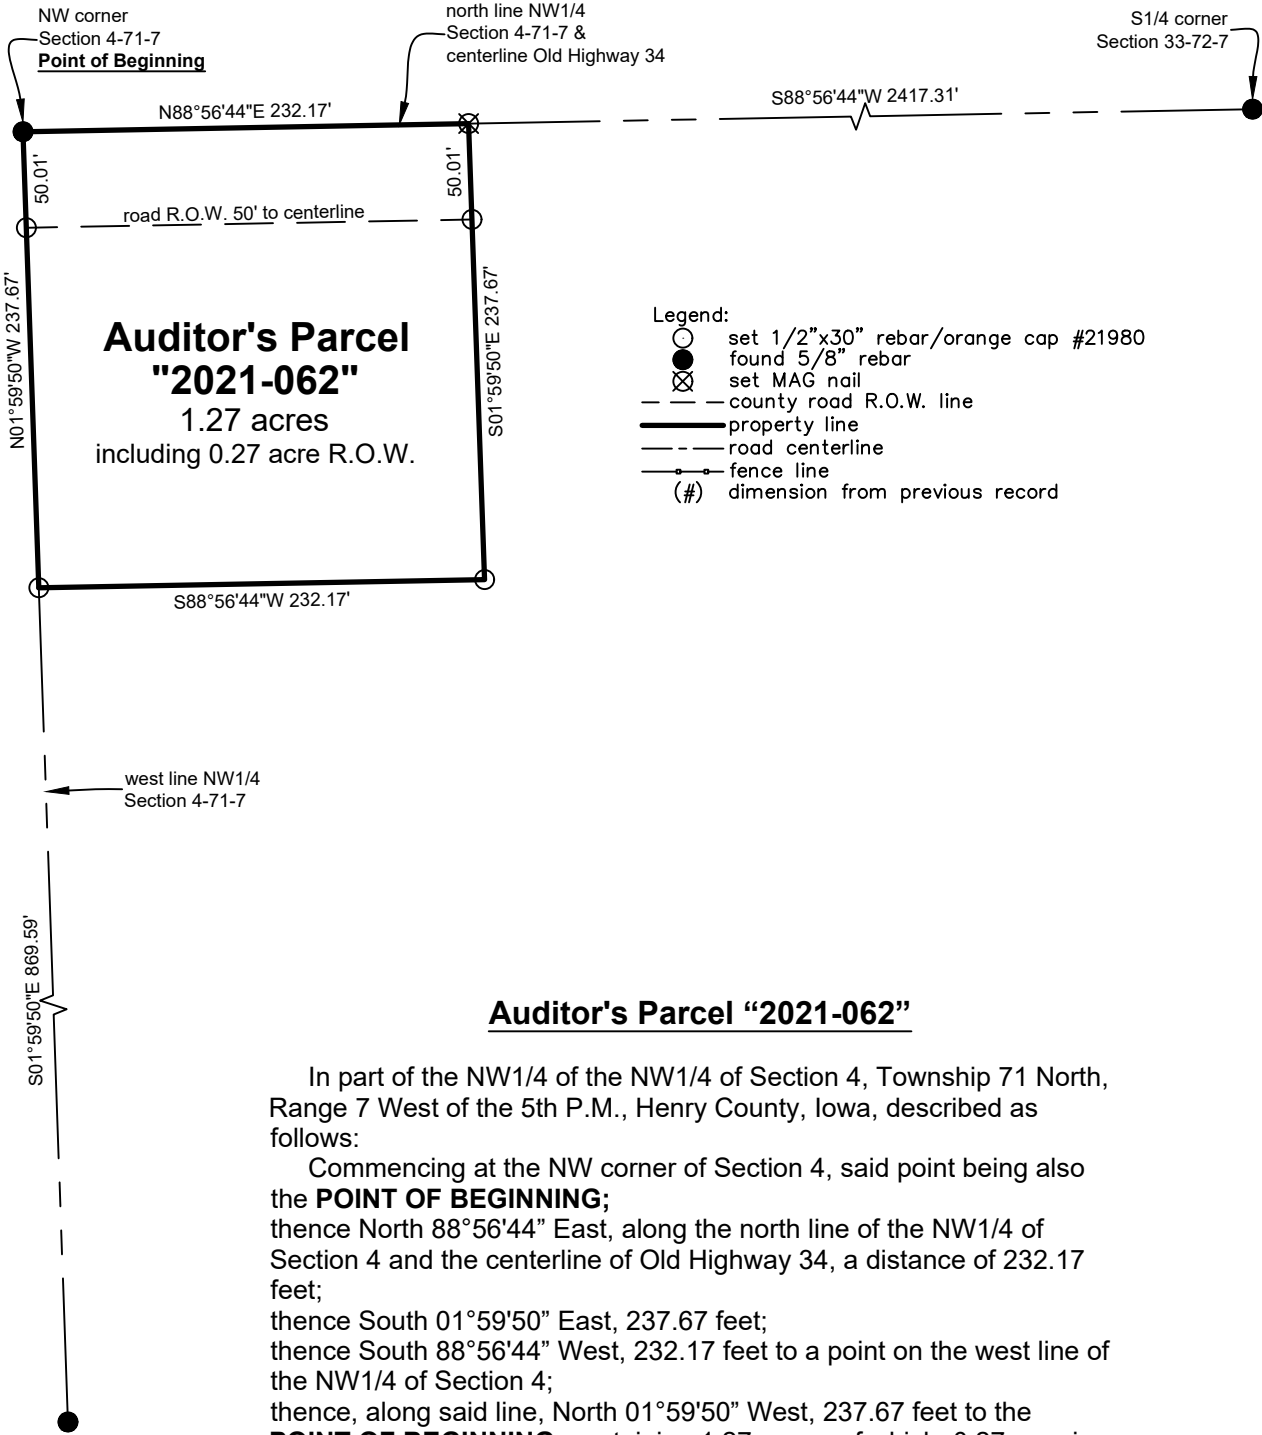 NW corner
Section 4-71-7
Point of Beginning
north line NW1/4
Section 4-71-7 &
centerline Old Highway 34
S1/4 corner
Section 33-72-7
N88°56'44"E 232.17'
S88°56'44"W 2417.31'
50.01'
50.01'
road R.O.W. 50' to centerline
N01°59'50"W 237.67'
S01°59'50"E 237.67'
Auditor's Parcel
"2021-062"
1.27 acres
including 0.27 acre R.O.W.
Legend:
set 1/2"x30" rebar/orange cap #21980
found 5/8" rebar
set MAG nail
county road R.O.W. line
property line
road centerline
fence line
(#) dimension from previous record
S88°56'44"W 232.17'
west line NW1/4
Section 4-71-7
S01°59'50"E 869.59'
Auditor's Parcel “2021-062”
In part of the NW1/4 of the NW1/4 of Section 4, Township 71 North,
Range 7 West of the 5th P.M., Henry County, Iowa, described as
follows:
Commencing at the NW corner of Section 4, said point being also
the POINT OF BEGINNING;
thence North 88°56'44” East, along the north line of the NW1/4 of
Section 4 and the centerline of Old Highway 34, a distance of 232.17
feet;
thence South 01°59'50” East, 237.67 feet;
thence South 88°56'44” West, 232.17 feet to a point on the west line of
the NW1/4 of Section 4;
thence, along said line, North 01°59'50” West, 237.67 feet to the